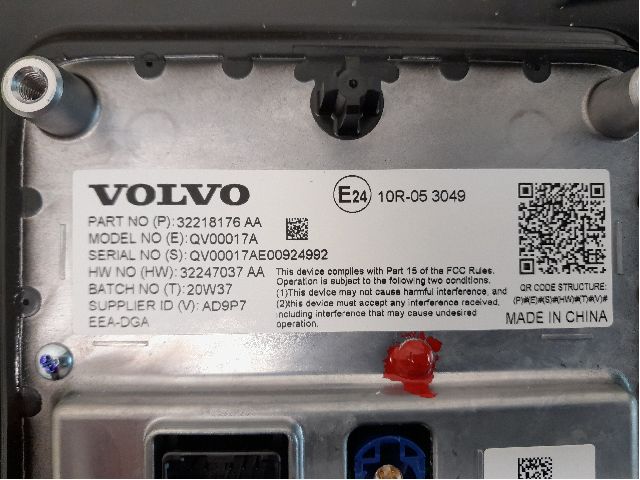 VOLVO
PART NO (P): 32218176 AA
MODEL NO (E): QV00017A
SERIAL NO (S): QV00017AE00924992
HW NO (HW): 32247037 AA
BATCH NO (T): 20W37
SUPPLIER ID (V): AD9P7
EEA-DGA
E24 10R-05 3049
This device complies with Part 15 of the FCC Rules.
Operation is subject to the following two conditions.
(1)This device may not cause harmful interference, and
(2)this device must accept any interference received,
including interference that may cause undesired
operation.
QR CODE STRUCTURE:
(P)#(E)#(S)#(HW)#(T)#(V)#
MADE IN CHINA